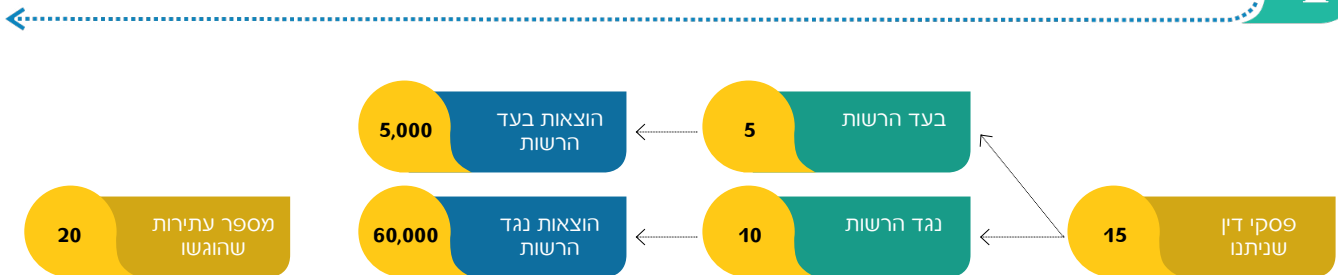 בעד הרשות
5
הוצאות בעד
הרשות
5,000
פסקי דין
שניתנו
15
נגד הרשות
10
הוצאות נגד
הרשות
60,000
מספר עתירות
שהוגשו
20